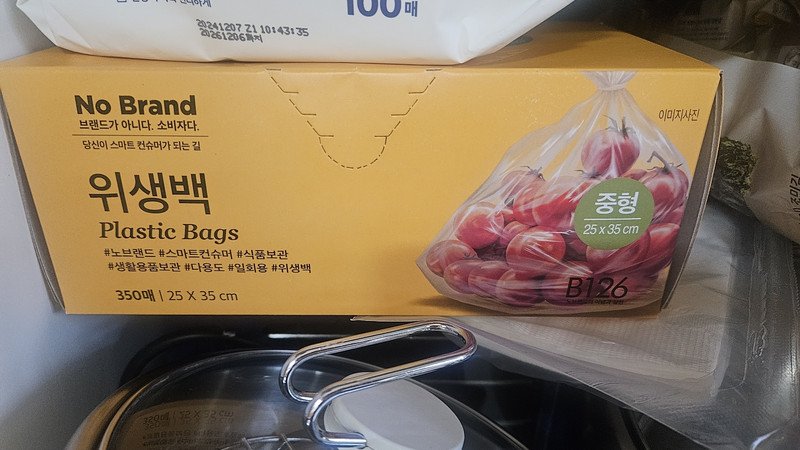 100매
20241207 Z1 10:43:35
20261206까지
No Brand
브랜드가 아니다. 소비자다.
당신이 스마트 컨슈머가 되는 길
위생백
Plastic Bags
#노브랜드 #스마트컨슈머 #식품보관
#생활용품보관 #다용도 #일회용 #위생백
350매 | 25 X 35 cm
이미지사진
중형
25 x 35 cm
B126